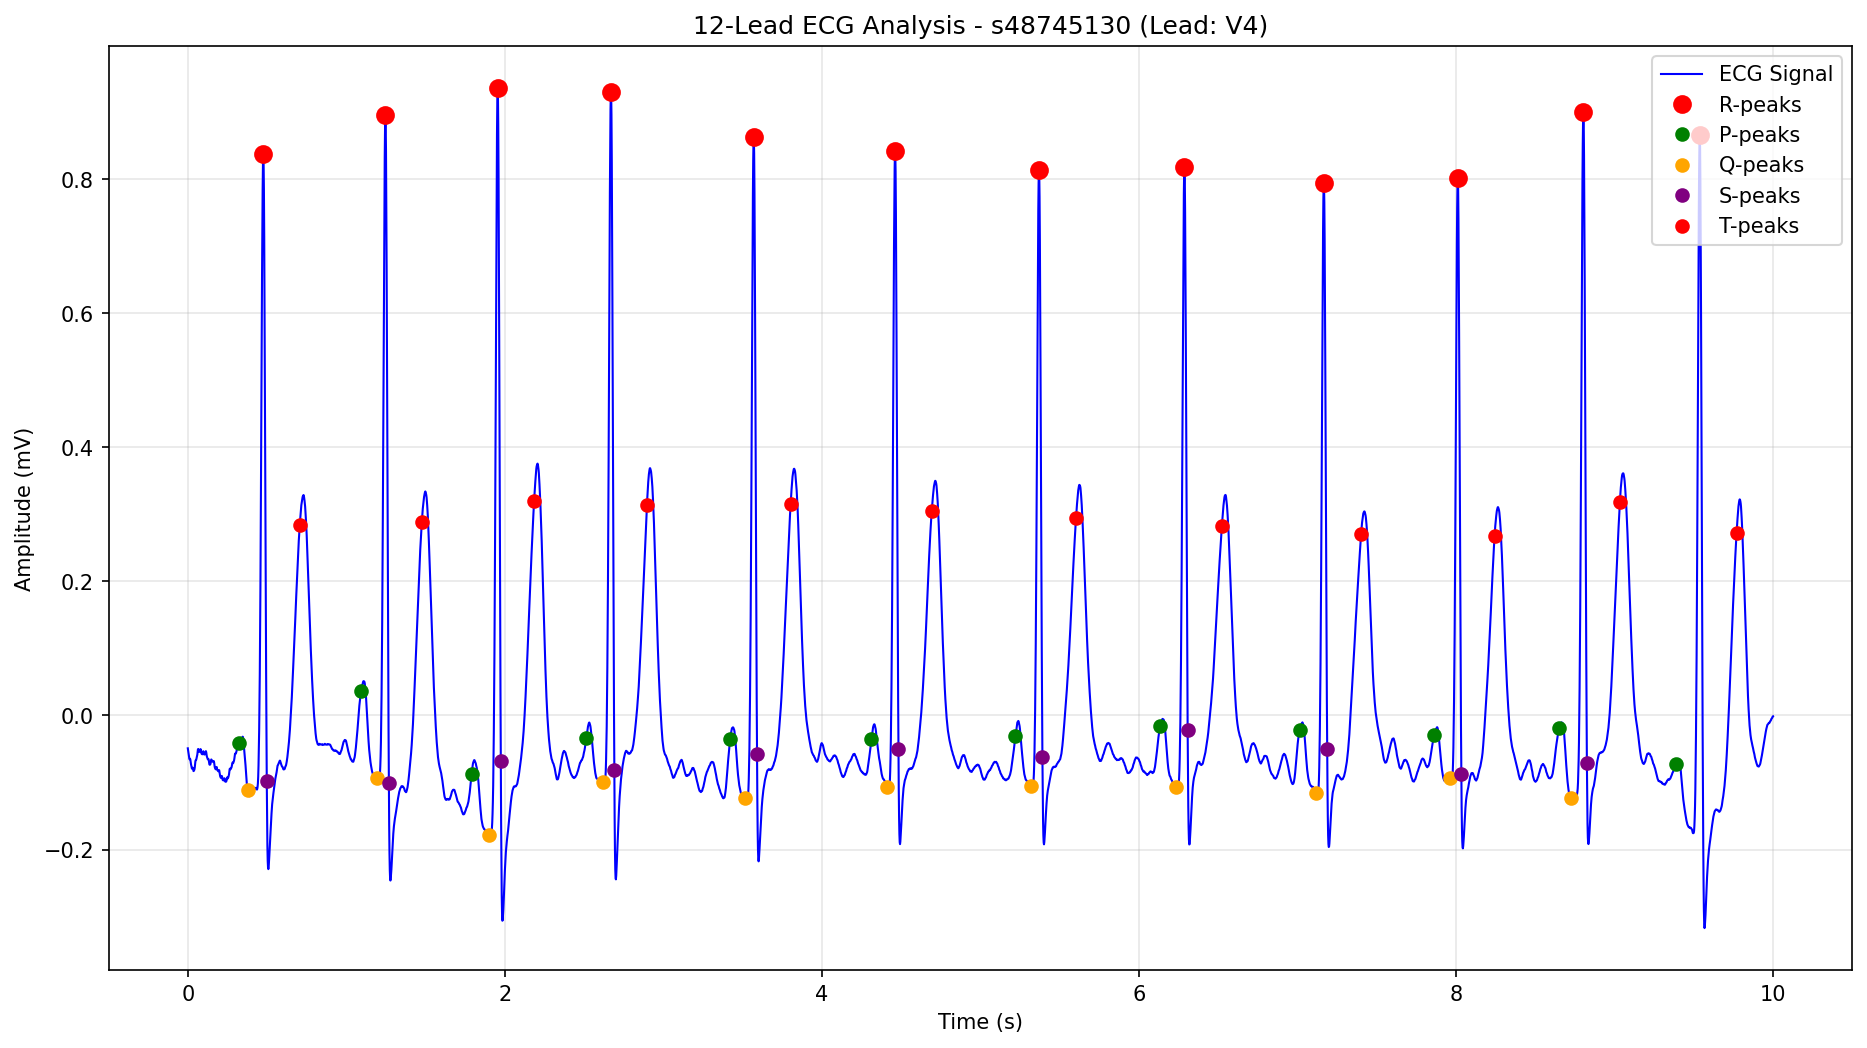 12-Lead ECG Analysis - s48745130 (Lead: V4)
ECG Signal
R-peaks
P-peaks
Q-peaks
S-peaks
T-peaks
Amplitude (mV)
0.8
0.6
0.4
0.2
0.0
−0.2
0 2 4 6 8 10
Time (s)